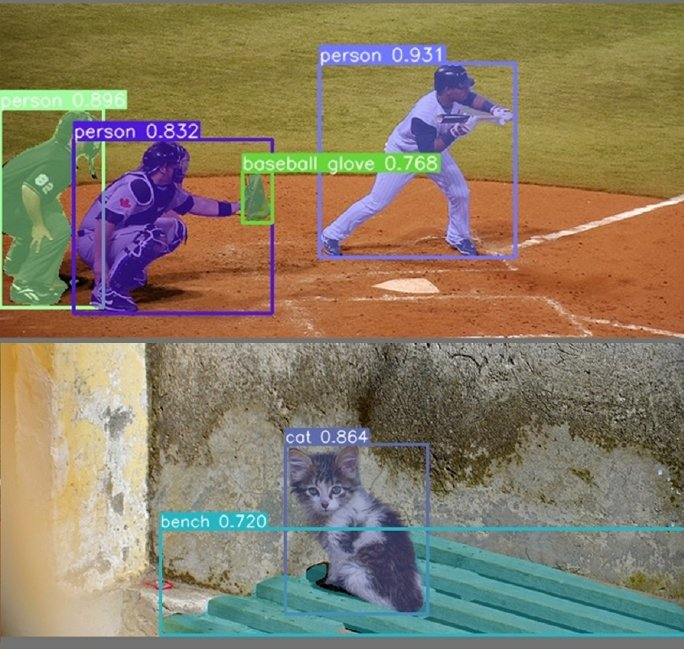 person 0.931
person 0.896
person 0.832
baseball glove 0.768
82
cat 0.864
bench 0.720